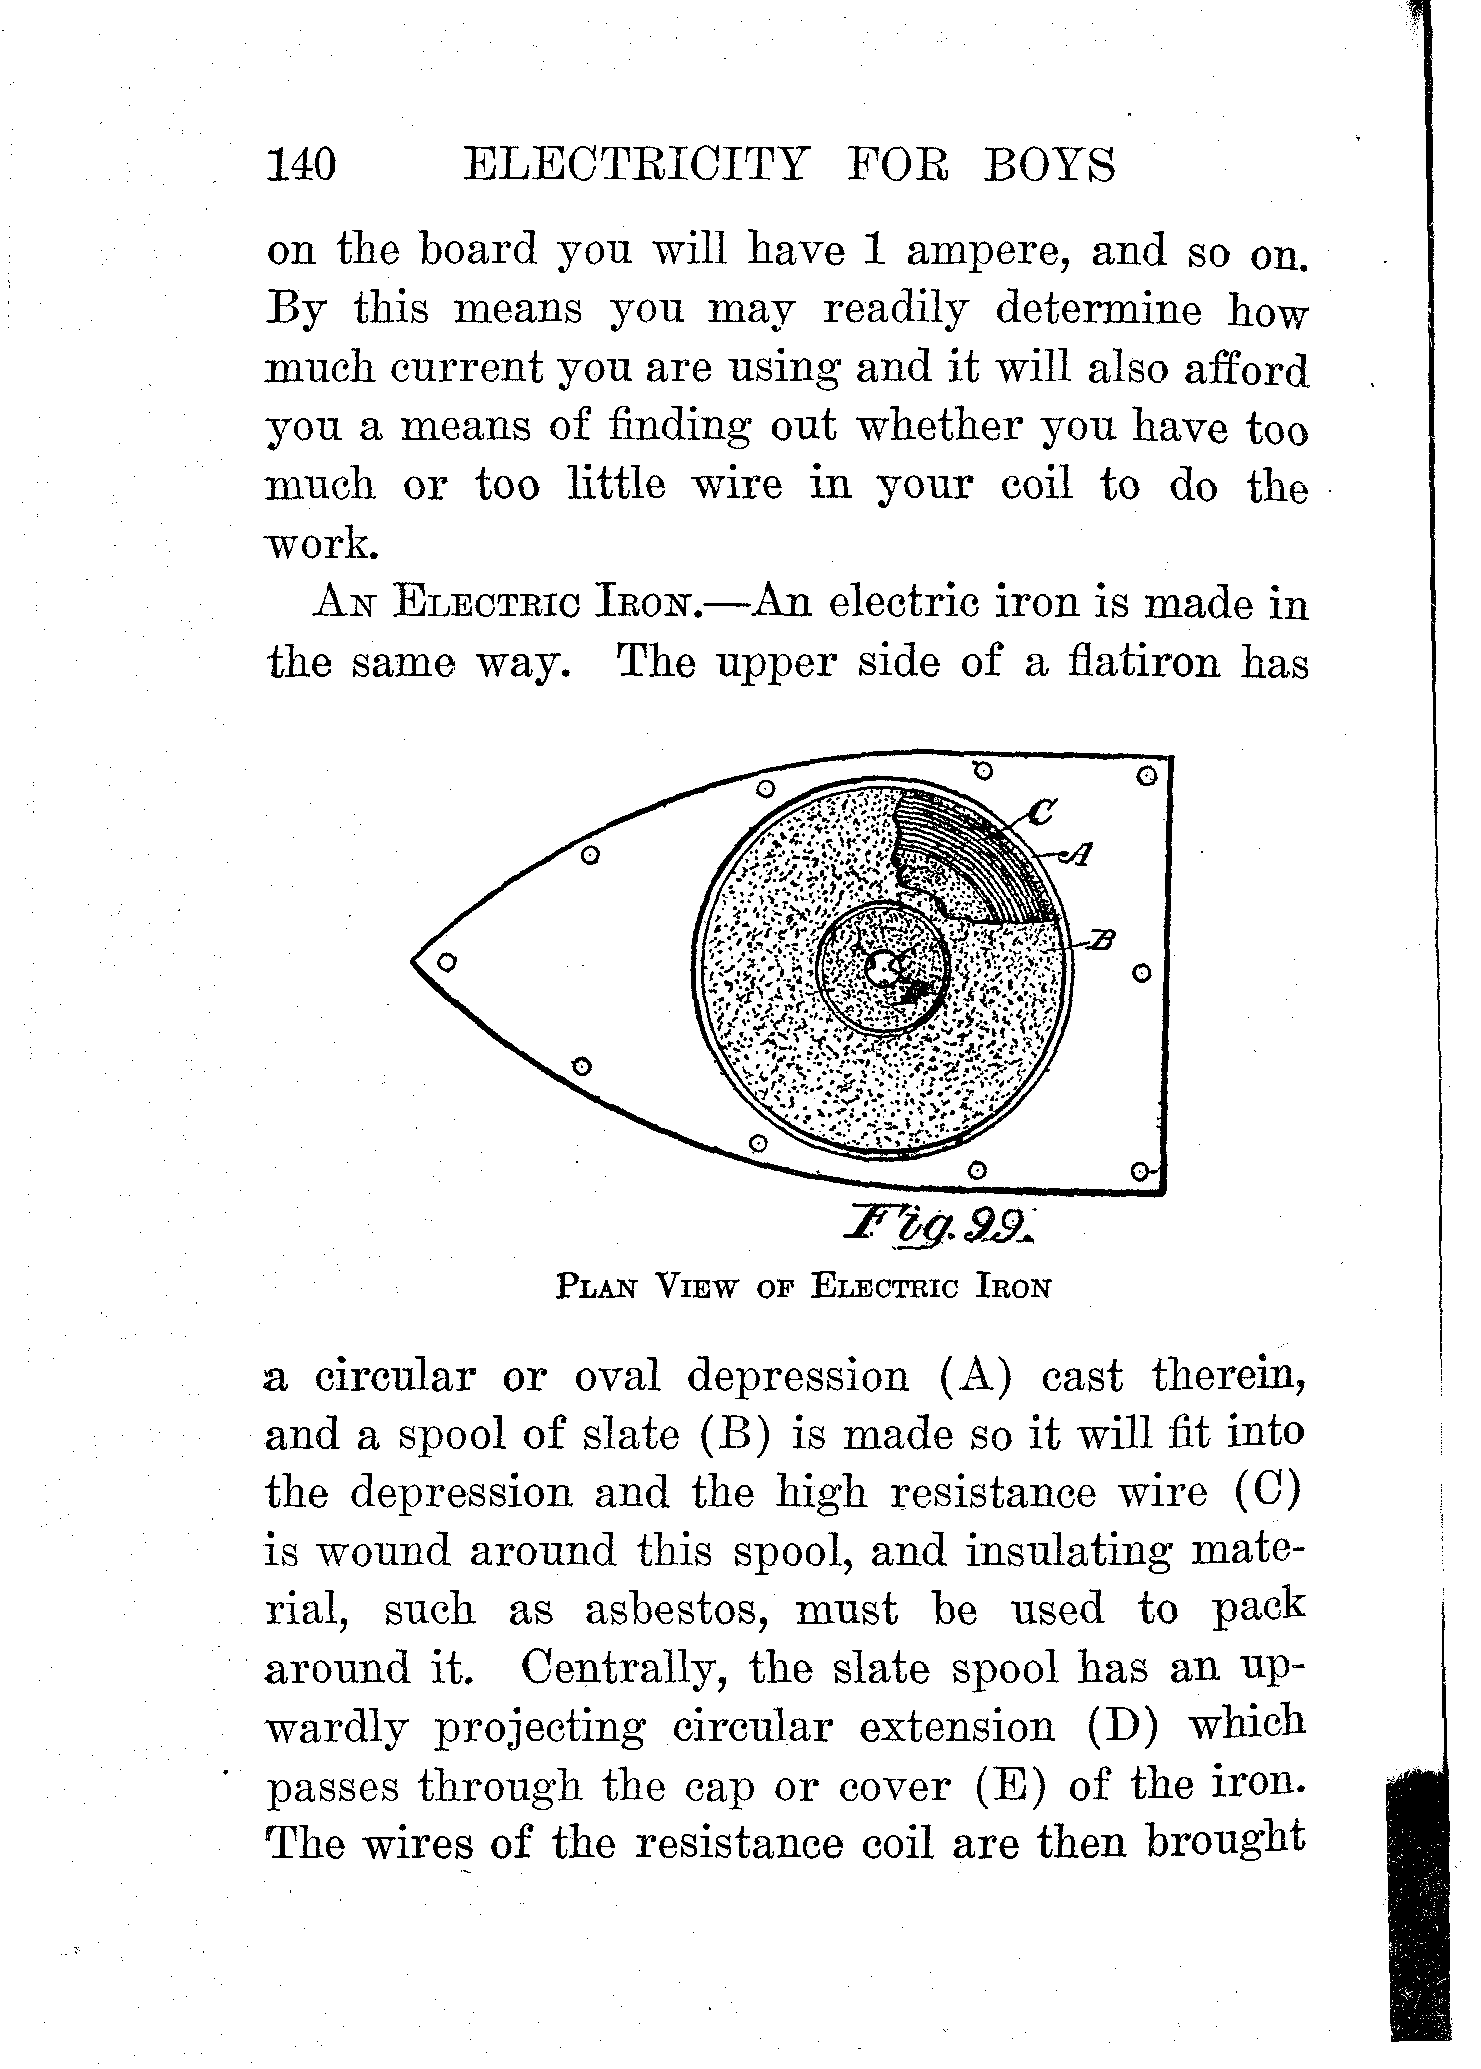 140 ELECTRICITY FOR BOYS
on the board you will have 1 ampere, and so on.
By this means you may readily determine how
much current you are using and it will also afford
you a means of finding out whether you have too
much or too little wire in your coil to do the
work.
AN ELECTRIC IRON.—An electric iron is made in
the same way. The upper side of a flatiron has
C
A
B
Fig. 99.
PLAN VIEW OF ELECTRIC IRON
a circular or oval depression (A) cast therein,
and a spool of slate (B) is made so it will fit into
the depression and the high resistance wire (C)
is wound around this spool, and insulating mate-
rial, such as asbestos, must be used to pack
around it. Centrally, the slate spool has an up-
wardly projecting circular extension (D) which
passes through the cap or cover (E) of the iron.
The wires of the resistance coil are then brought